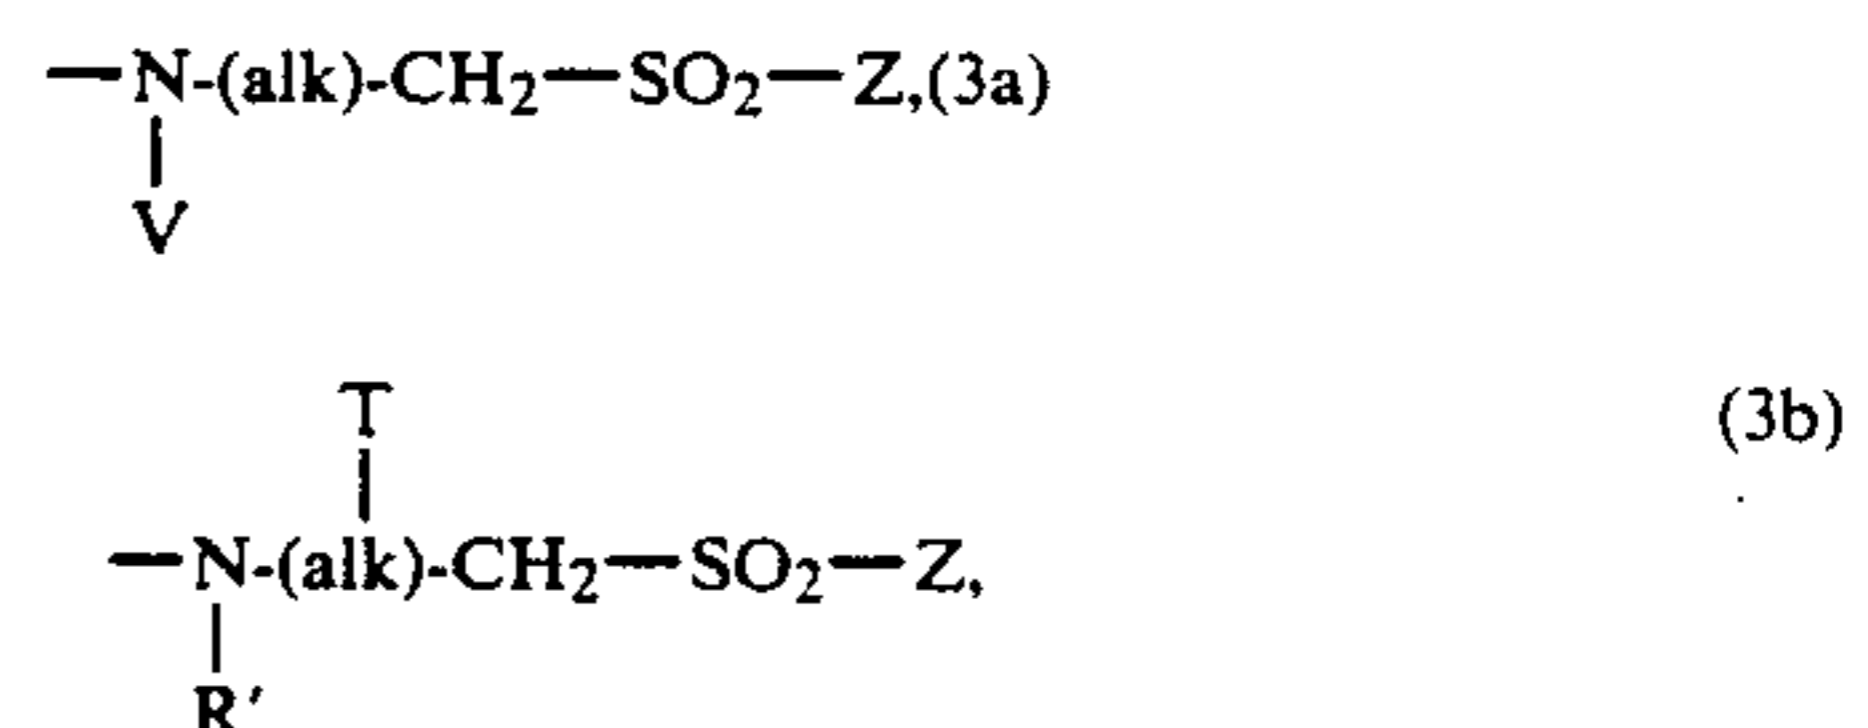 —N-(alk)-CH2—SO2—Z,(3a)
V
T
(3b)
—N-(alk)-CH2—SO2—Z,
R′